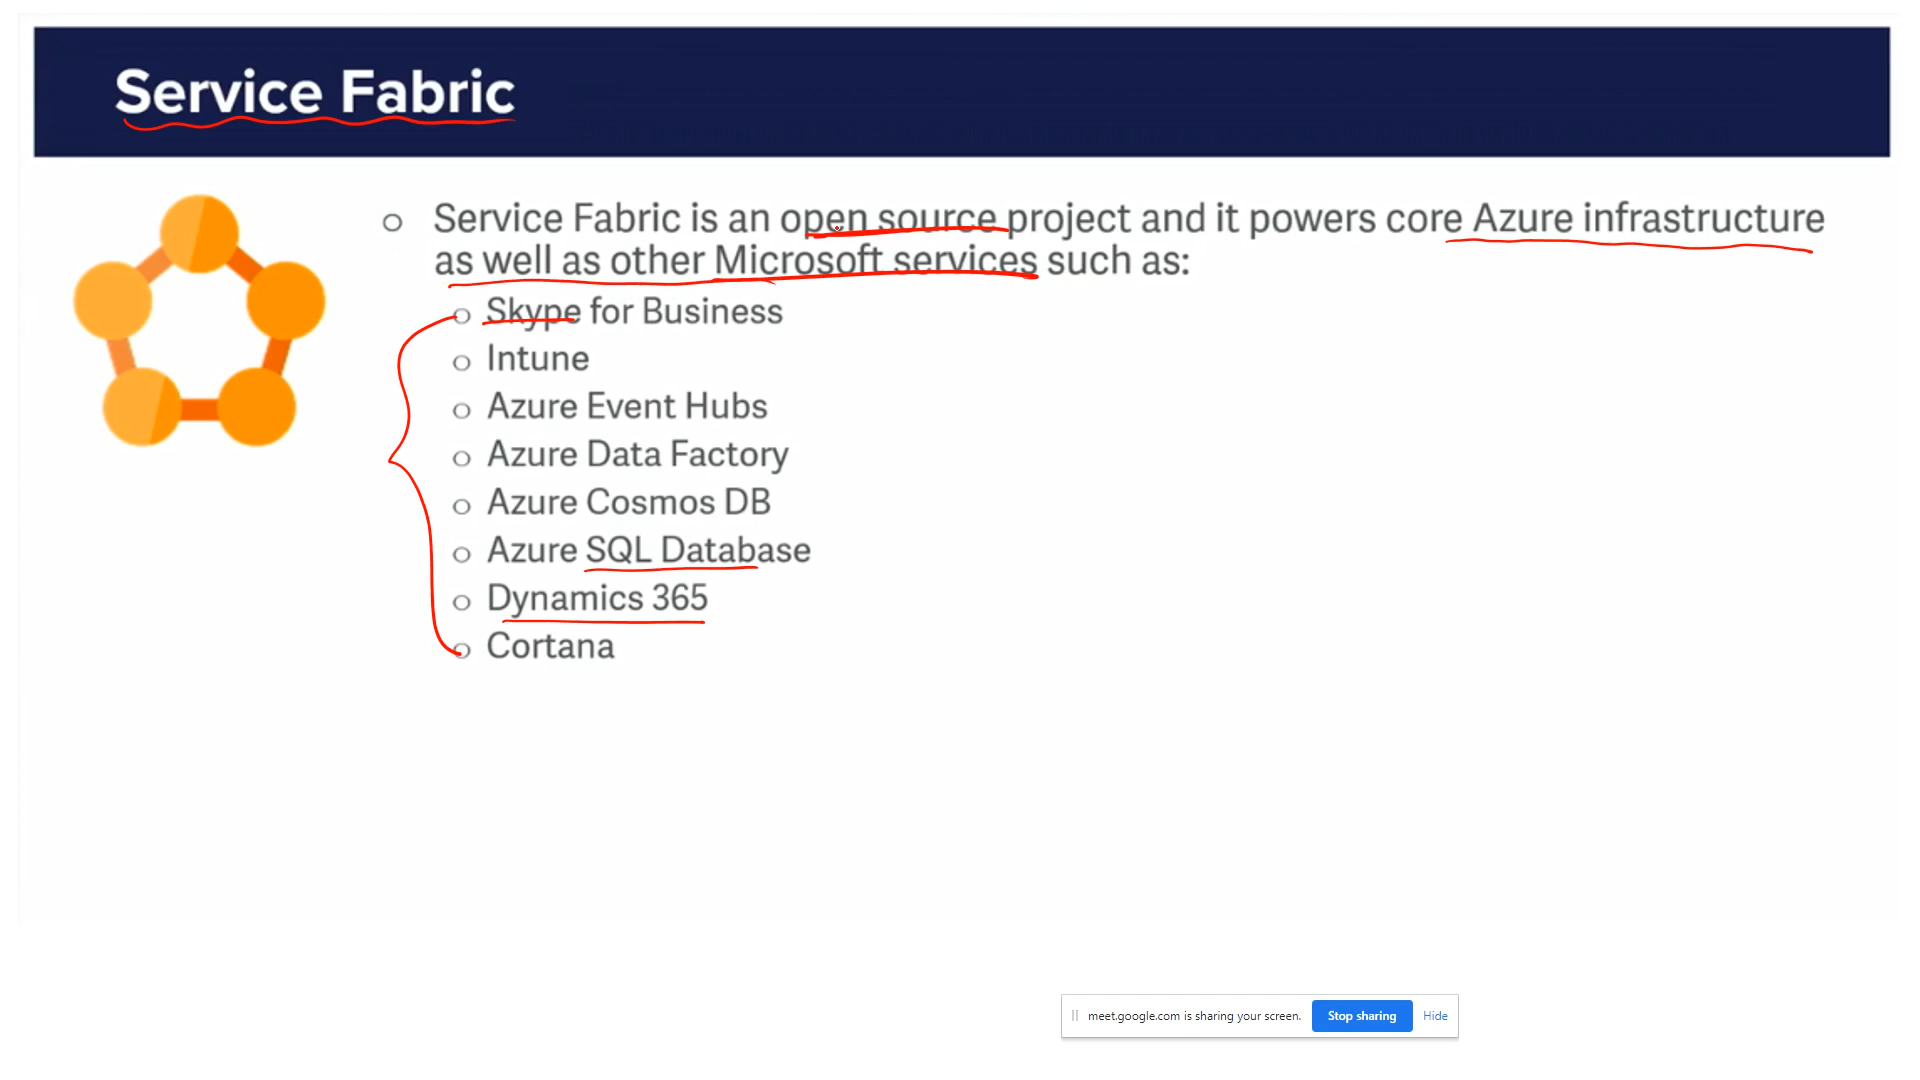 Service Fabric
Service Fabric is an open source project and it powers core Azure infrastructure
as well as other Microsoft services such as:
Skype for Business
Intune
Azure Event Hubs
Azure Data Factory
Azure Cosmos DB
Azure SQL Database
Dynamics 365
Cortana
meet.google.com is sharing your screen. Stop sharing Hide